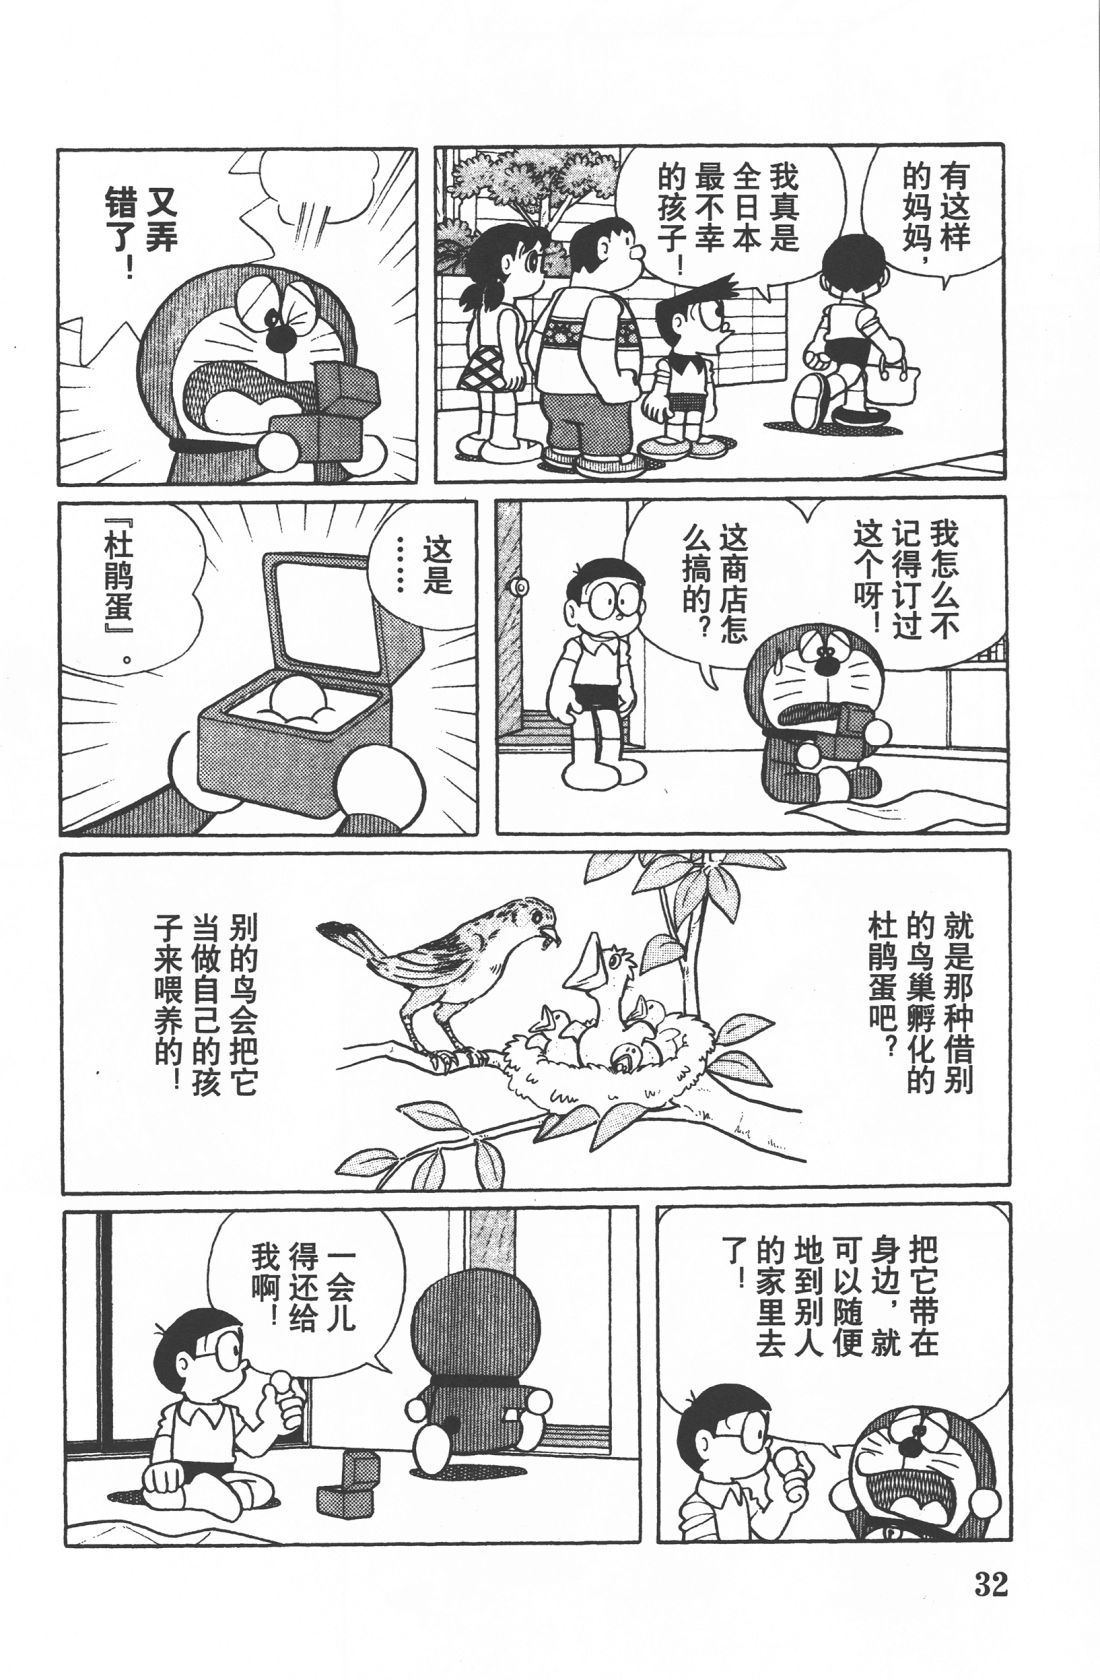 有这样
的妈妈，
我真是
全日本
最不幸
的孩子！
又弄
错了！
我怎么不
记得订过
这个呀！
这商店怎
么搞的？
这是
……
『杜鹃蛋』。
就是那种借别
的鸟巢孵化的
杜鹃蛋吧？
别的鸟会把它
当做自己的孩
子来喂养的！
把它带在
身边，就
可以随便
地到别人
的家里去
了！
一会儿
得还给
我啊！
32